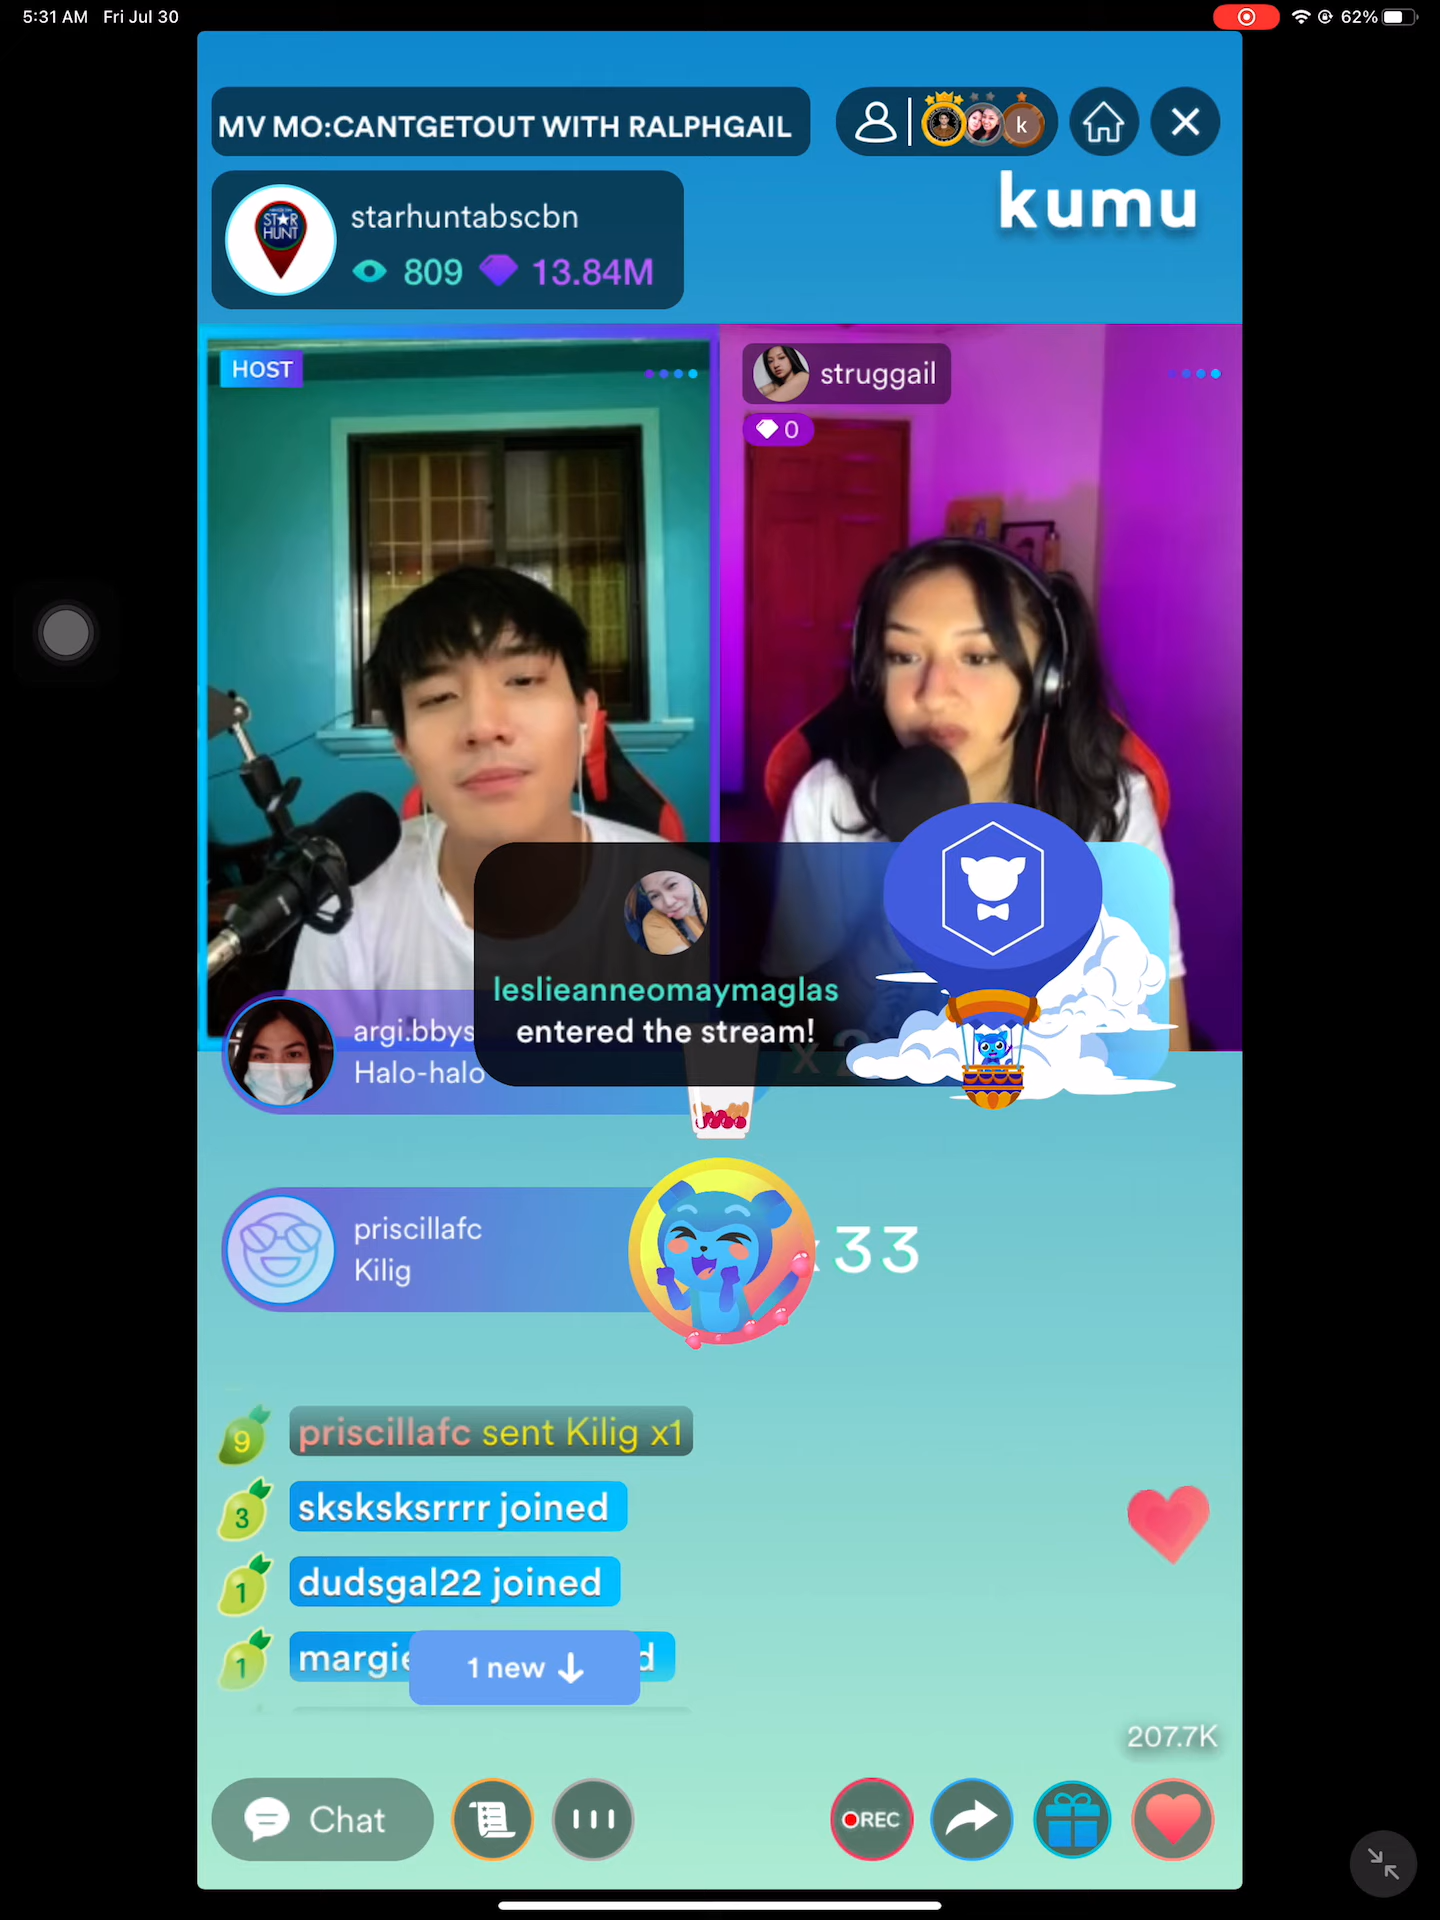 5:31 AM Fri Jul 30
62%
MV MO:CANTGETOUT WITH RALPHGAIL
k
kumu
STAR
HUNT
starhuntabscbn
809 13.84M
HOST
struggail
0
leslieanneomaymaglas
entered the stream!
argi.bbys
Halo-halo
priscillafc
Kilig
33
9 priscillafc sent Kilig x1
3 sksksksrrrr joined
1 dudsgal22 joined
1
1 new
207.7K
Chat
REC